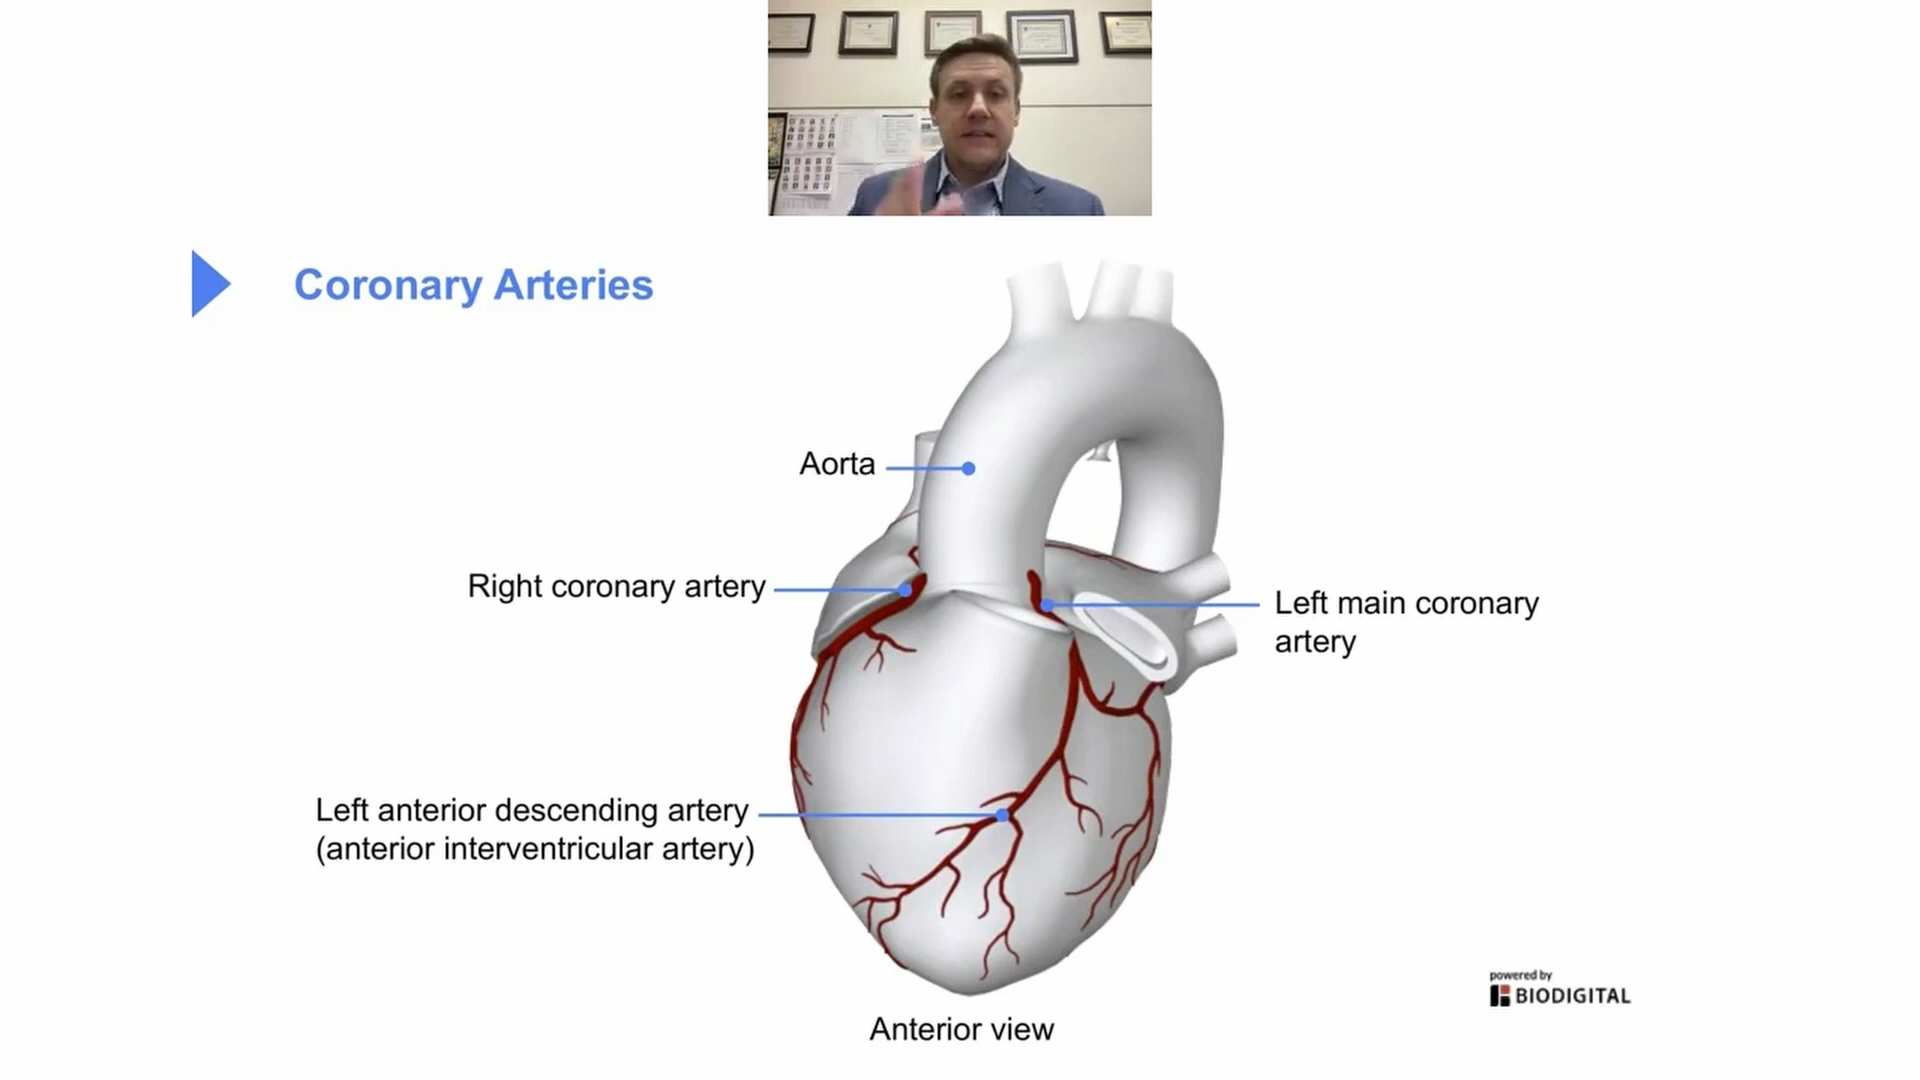 Coronary Arteries
Aorta
Right coronary artery
Left main coronary
artery
Left anterior descending artery
(anterior interventricular artery)
powered by
BIODIGITAL
Anterior view